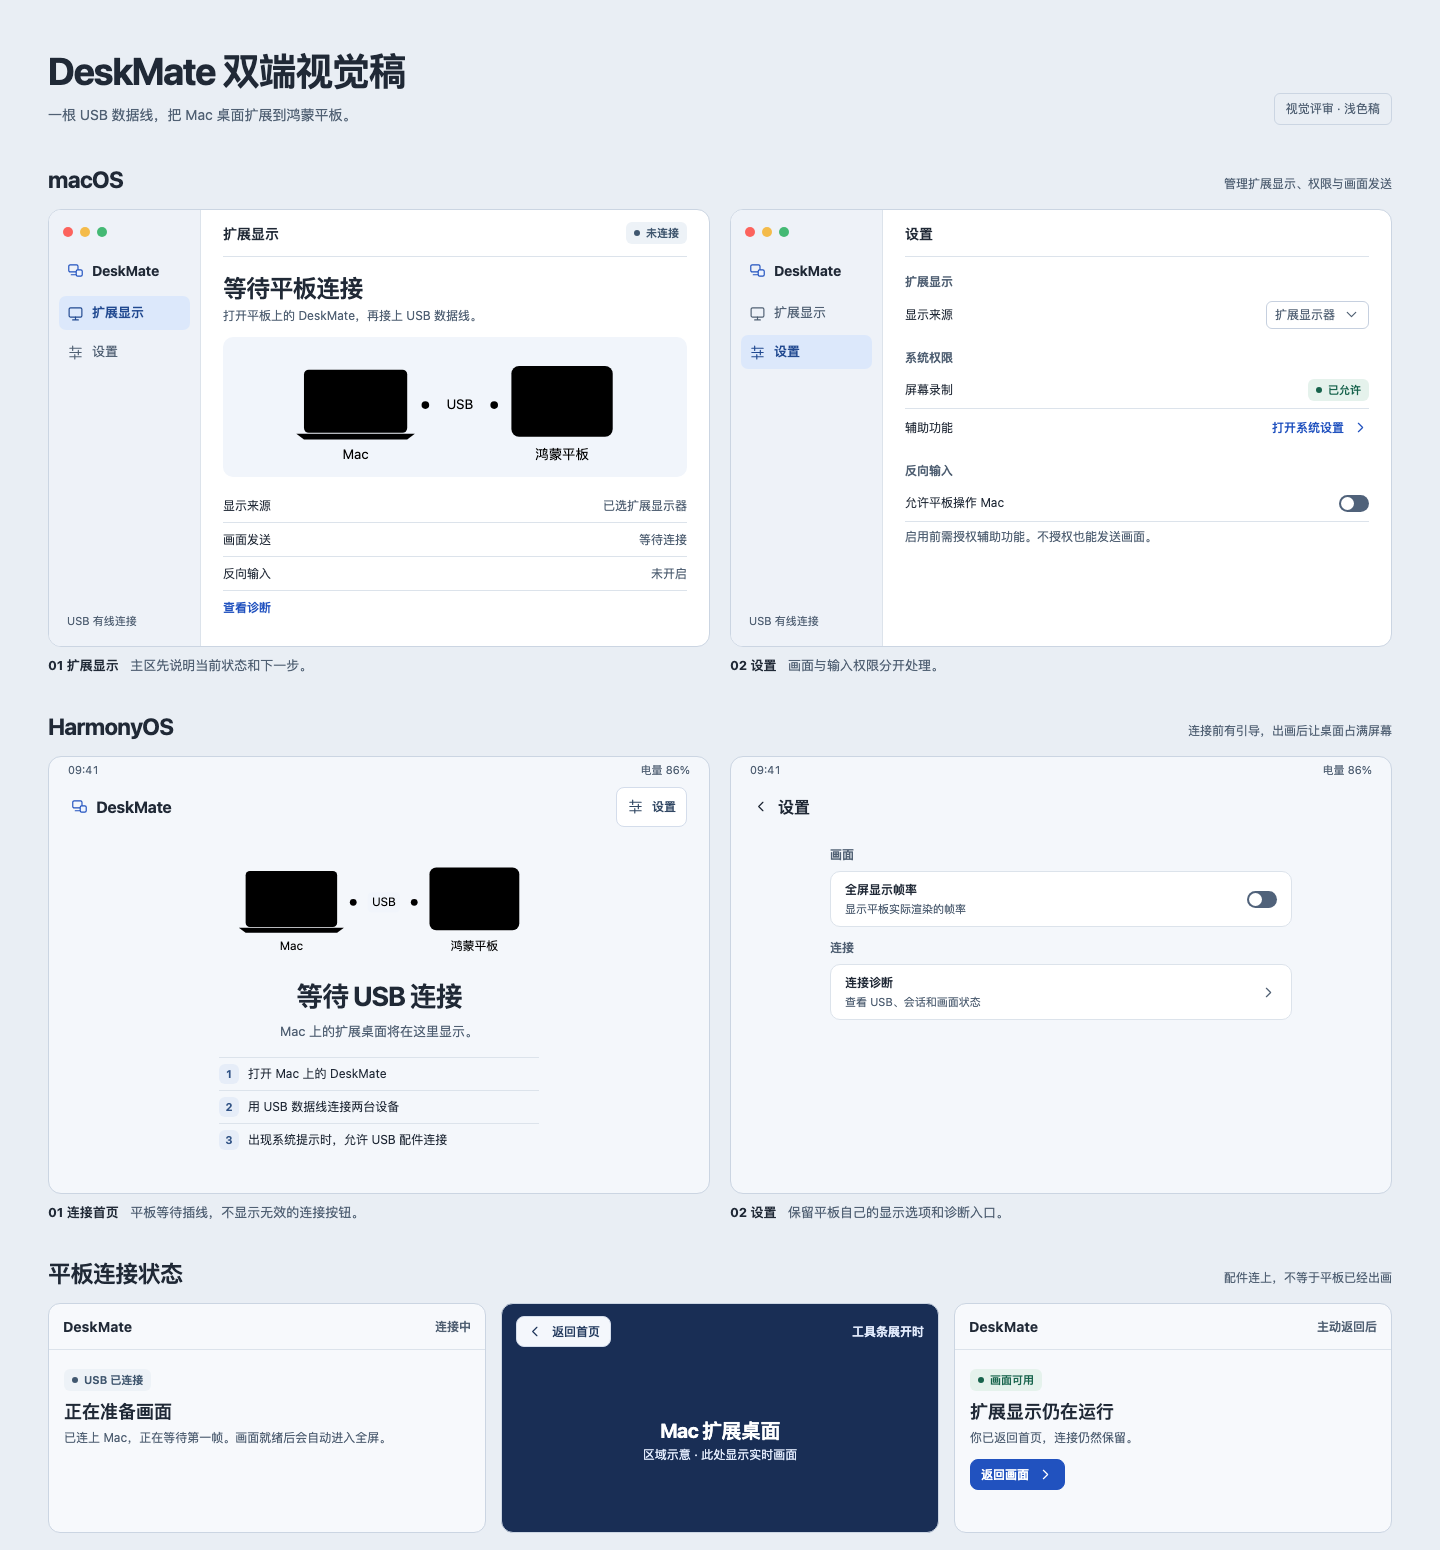 DeskMate 双端视觉稿
一根 USB 数据线，把 Mac 桌面扩展到鸿蒙平板。
视觉评审 · 浅色稿
macOS
管理扩展显示、权限与画面发送
DeskMate
扩展显示
设置
USB 有线连接
扩展显示
未连接
等待平板连接
打开平板上的 DeskMate，再接上 USB 数据线。
USB
Mac
鸿蒙平板
显示来源
已选扩展显示器
画面发送
等待连接
反向输入
未开启
查看诊断
01 扩展显示 主区先说明当前状态和下一步。
DeskMate
扩展显示
设置
USB 有线连接
设置
扩展显示
显示来源
扩展显示器
系统权限
屏幕录制
已允许
辅助功能
打开系统设置
反向输入
允许平板操作 Mac
启用前需授权辅助功能。不授权也能发送画面。
02 设置 画面与输入权限分开处理。
HarmonyOS
连接前有引导，出画后让桌面占满屏幕
09:41
电量 86%
DeskMate
设置
USB
Mac
鸿蒙平板
等待 USB 连接
Mac 上的扩展桌面将在这里显示。
1 打开 Mac 上的 DeskMate
2 用 USB 数据线连接两台设备
3 出现系统提示时，允许 USB 配件连接
01 连接首页 平板等待插线，不显示无效的连接按钮。
09:41
电量 86%
设置
画面
全屏显示帧率
显示平板实际渲染的帧率
连接
连接诊断
查看 USB、会话和画面状态
02 设置 保留平板自己的显示选项和诊断入口。
平板连接状态
配件连上，不等于平板已经出画
DeskMate
连接中
USB 已连接
正在准备画面
已连上 Mac，正在等待第一帧。画面就绪后会自动进入全屏。
返回首页
工具条展开时
Mac 扩展桌面
区域示意 · 此处显示实时画面
DeskMate
主动返回后
画面可用
扩展显示仍在运行
你已返回首页，连接仍然保留。
返回画面